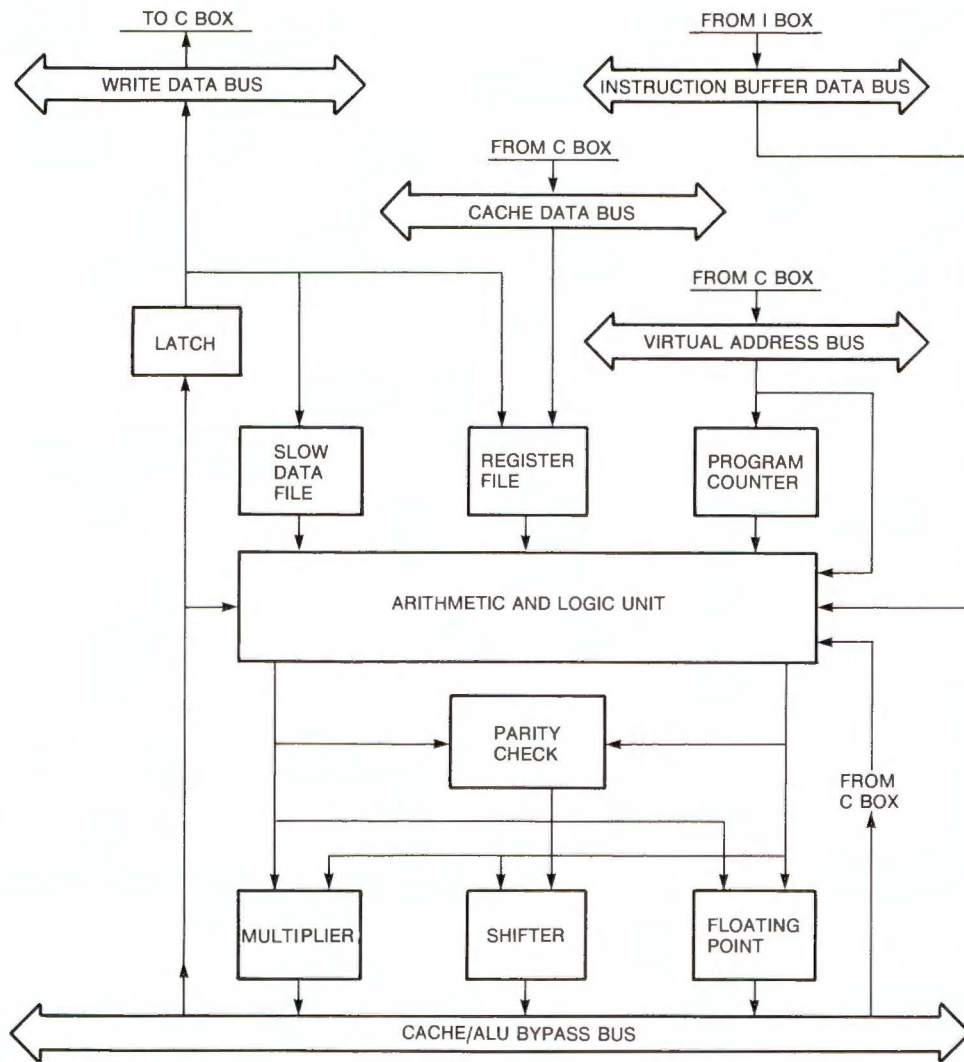 TO C BOX
FROM I BOX
WRITE DATA BUS
INSTRUCTION BUFFER DATA BUS
FROM C BOX
CACHE DATA BUS
FROM C BOX
VIRTUAL ADDRESS BUS
LATCH
SLOW
DATA
FILE
REGISTER
FILE
PROGRAM
COUNTER
ARITHMETIC AND LOGIC UNIT
PARITY
CHECK
FROM
C BOX
MULTIPLIER
SHIFTER
FLOATING
POINT
CACHE/ALU BYPASS BUS